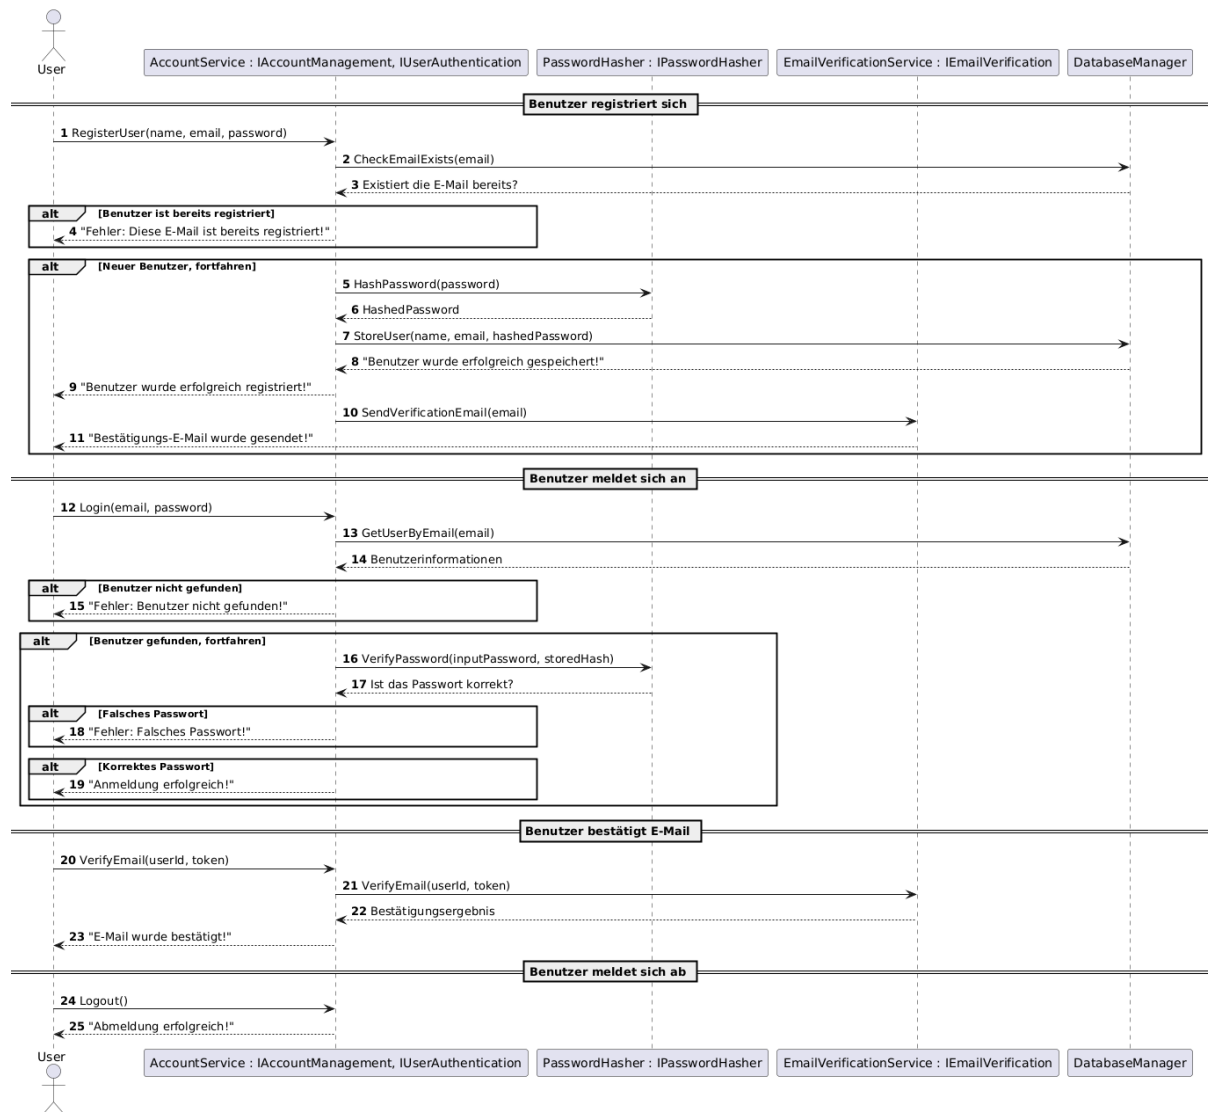 User
AccountService : IAccountManagement, IUserAuthentication
PasswordHasher : IPasswordHasher
EmailVerificationService : IEmailVerification
DatabaseManager
Benutzer registriert sich
1 RegisterUser(name, email, password)
2 CheckEmailExists(email)
3 Existiert die E-Mail bereits?
alt [Benutzer ist bereits registriert]
4 "Fehler: Diese E-Mail ist bereits registriert!"
alt [Neuer Benutzer, fortfahren]
5 HashPassword(password)
6 HashedPassword
7 StoreUser(name, email, hashedPassword)
8 "Benutzer wurde erfolgreich gespeichert!"
9 "Benutzer wurde erfolgreich registriert!"
10 SendVerificationEmail(email)
11 "Bestätigungs-E-Mail wurde gesendet!"
Benutzer meldet sich an
12 Login(email, password)
13 GetUserByEmail(email)
14 Benutzerinformationen
alt [Benutzer nicht gefunden]
15 "Fehler: Benutzer nicht gefunden!"
alt [Benutzer gefunden, fortfahren]
16 VerifyPassword(inputPassword, storedHash)
17 Ist das Passwort korrekt?
alt [Falsches Passwort]
18 "Fehler: Falsches Passwort!"
alt [Korrektes Passwort]
19 "Anmeldung erfolgreich!"
Benutzer bestätigt E-Mail
20 VerifyEmail(userId, token)
21 VerifyEmail(userId, token)
22 Bestätigungsergebnis
23 "E-Mail wurde bestätigt!"
Benutzer meldet sich ab
24 Logout()
25 "Abmeldung erfolgreich!"
User
AccountService : IAccountManagement, IUserAuthentication
PasswordHasher : IPasswordHasher
EmailVerificationService : IEmailVerification
DatabaseManager